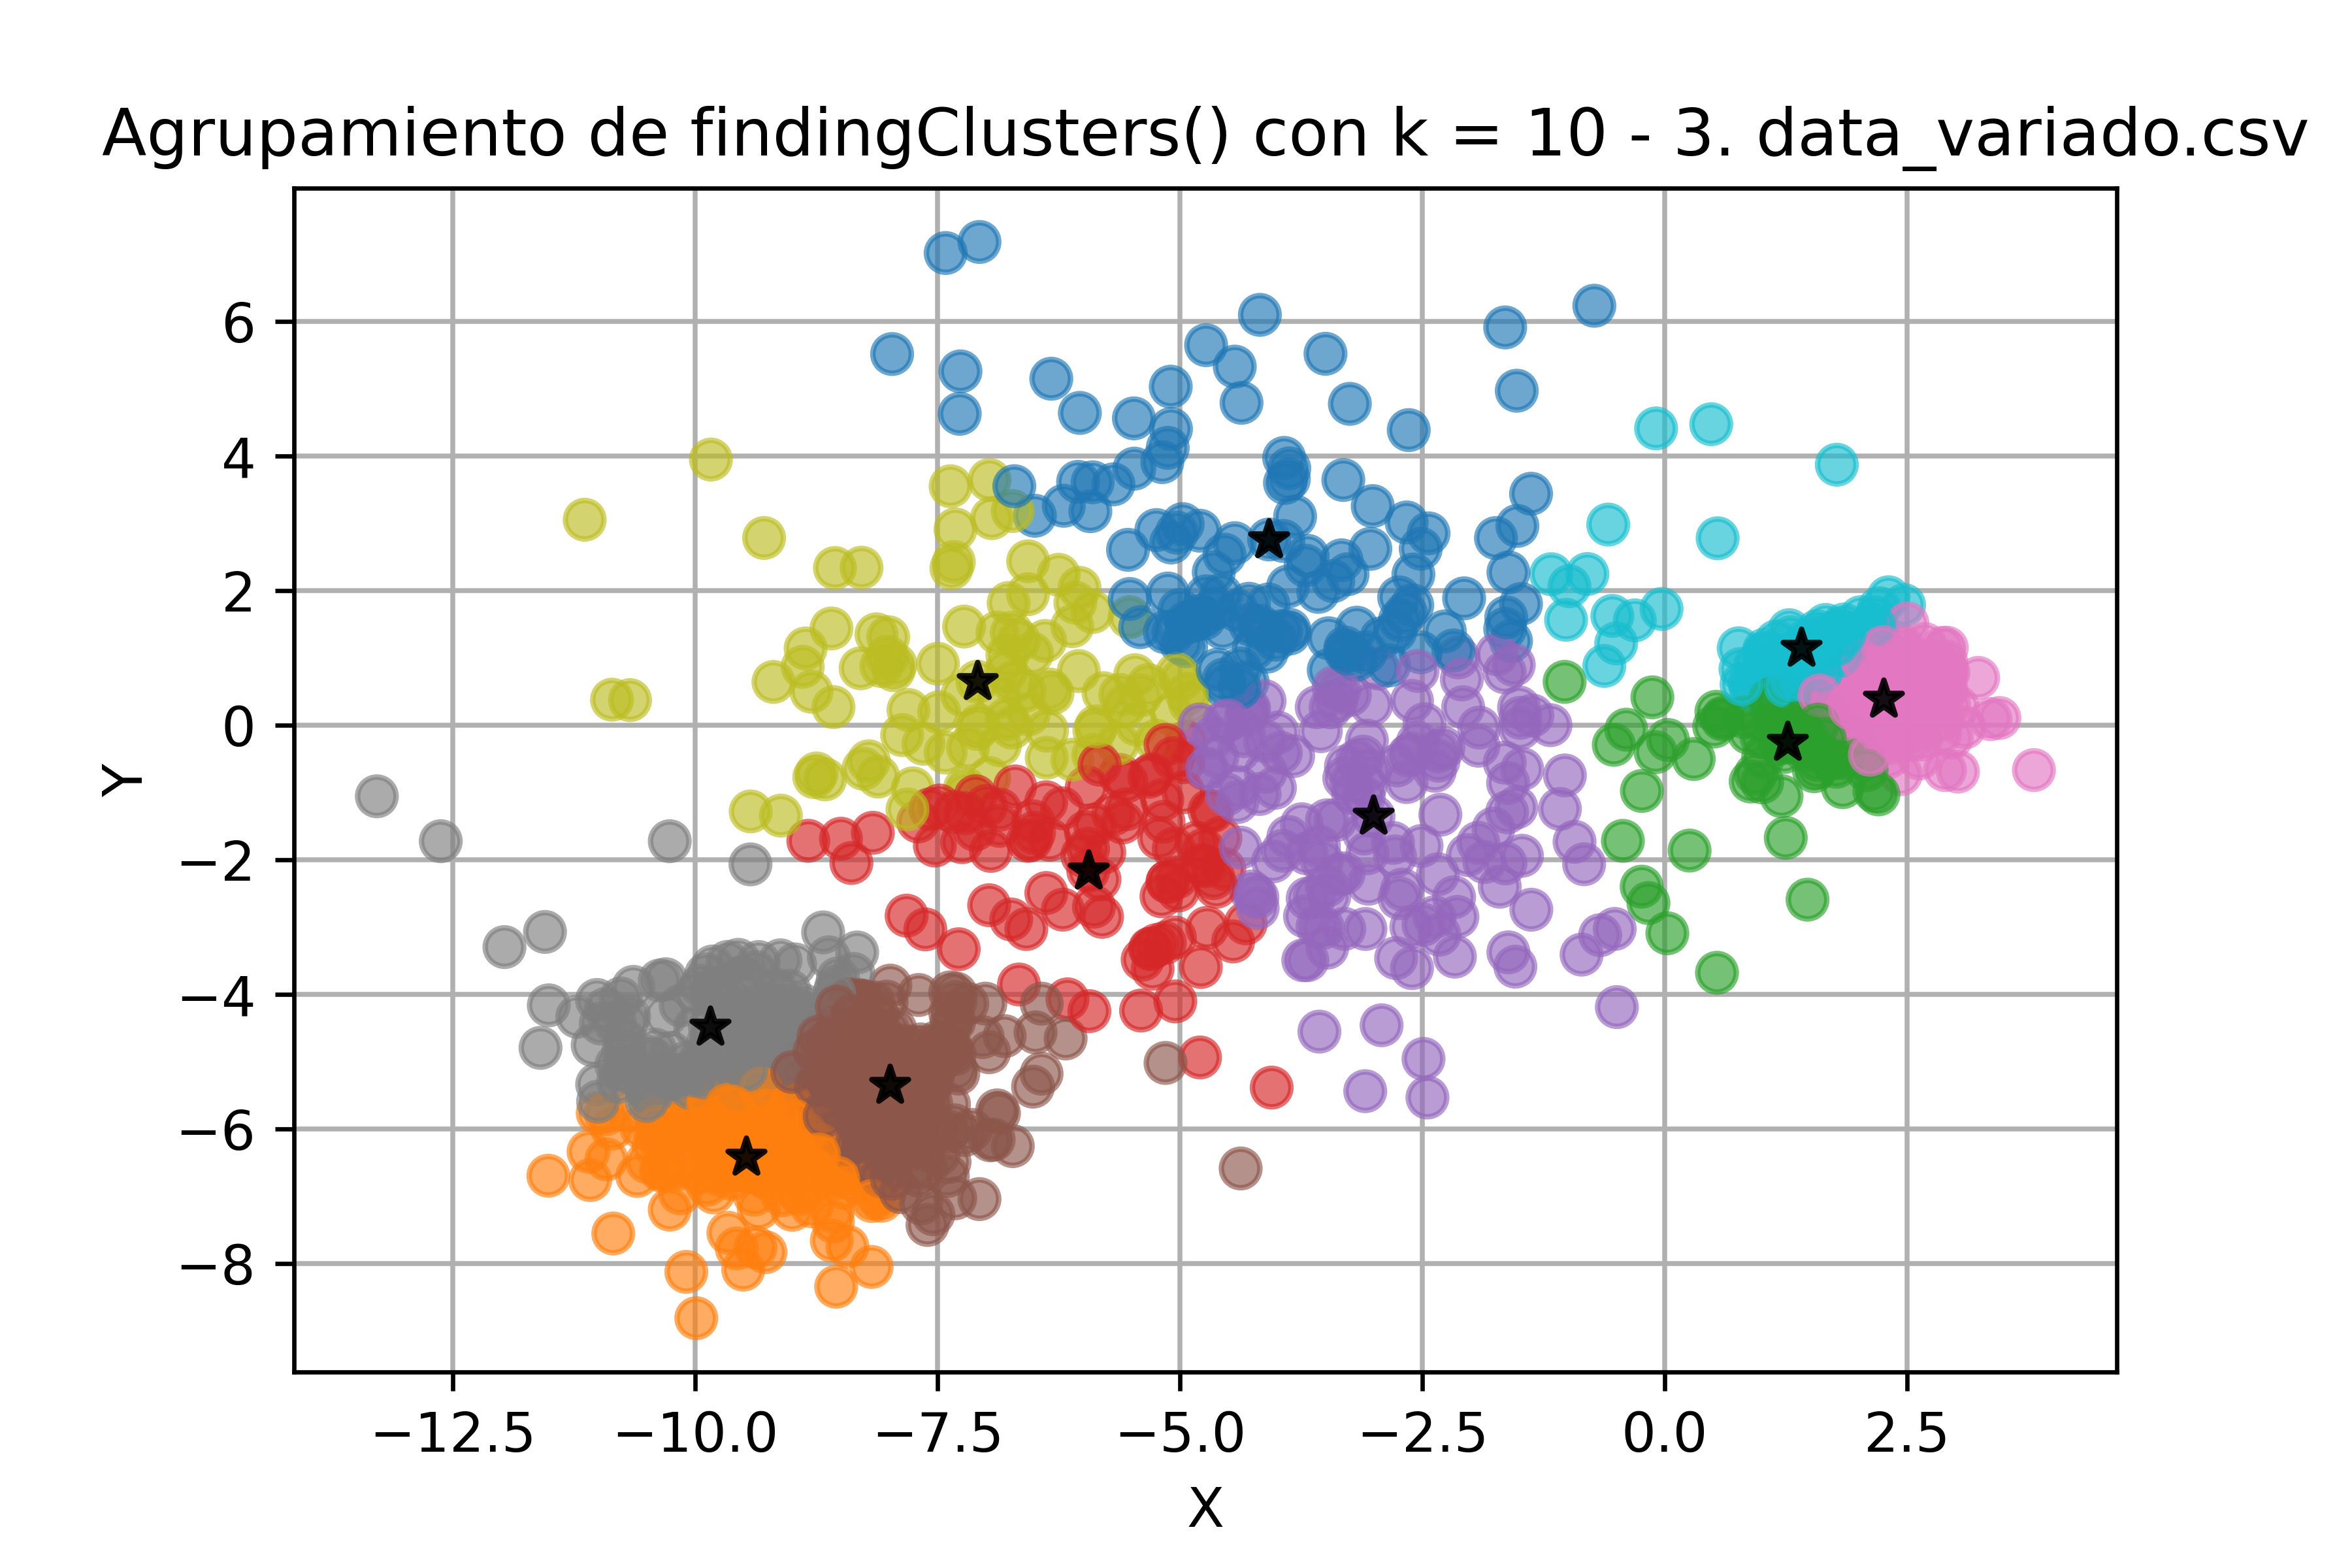 Agrupamiento de findingClusters() con k = 10 - 3. data_variado.csv
6
4
2
0
−2
−4
−6
−8
Y
−12.5 −10.0 −7.5 −5.0 −2.5 0.0 2.5
X